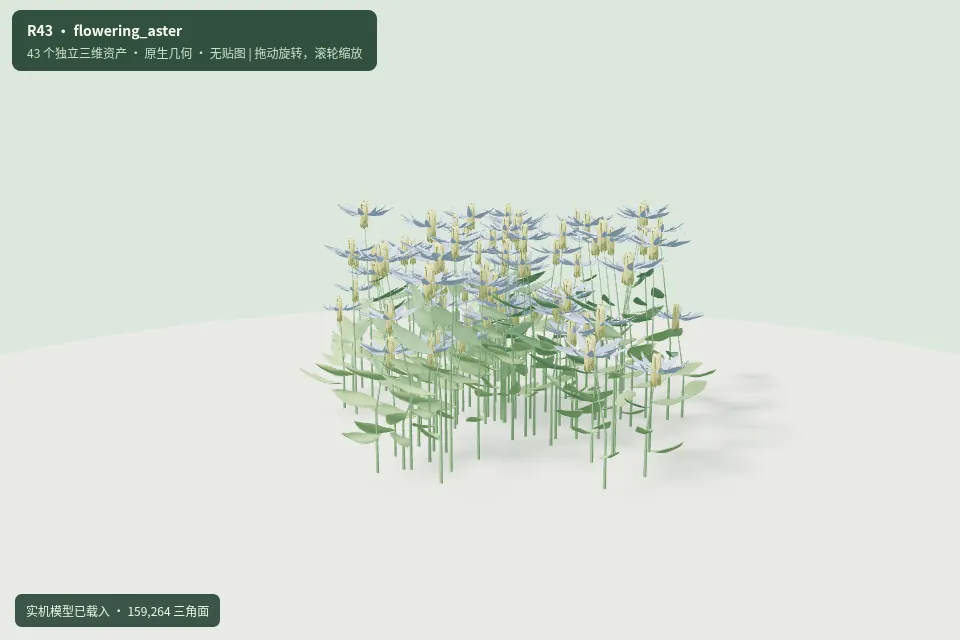 R43 · flowering_aster
43 个独立三维资产 · 原生几何 · 无贴图 | 拖动旋转，滚轮缩放
实机模型已载入 · 159,264 三角面